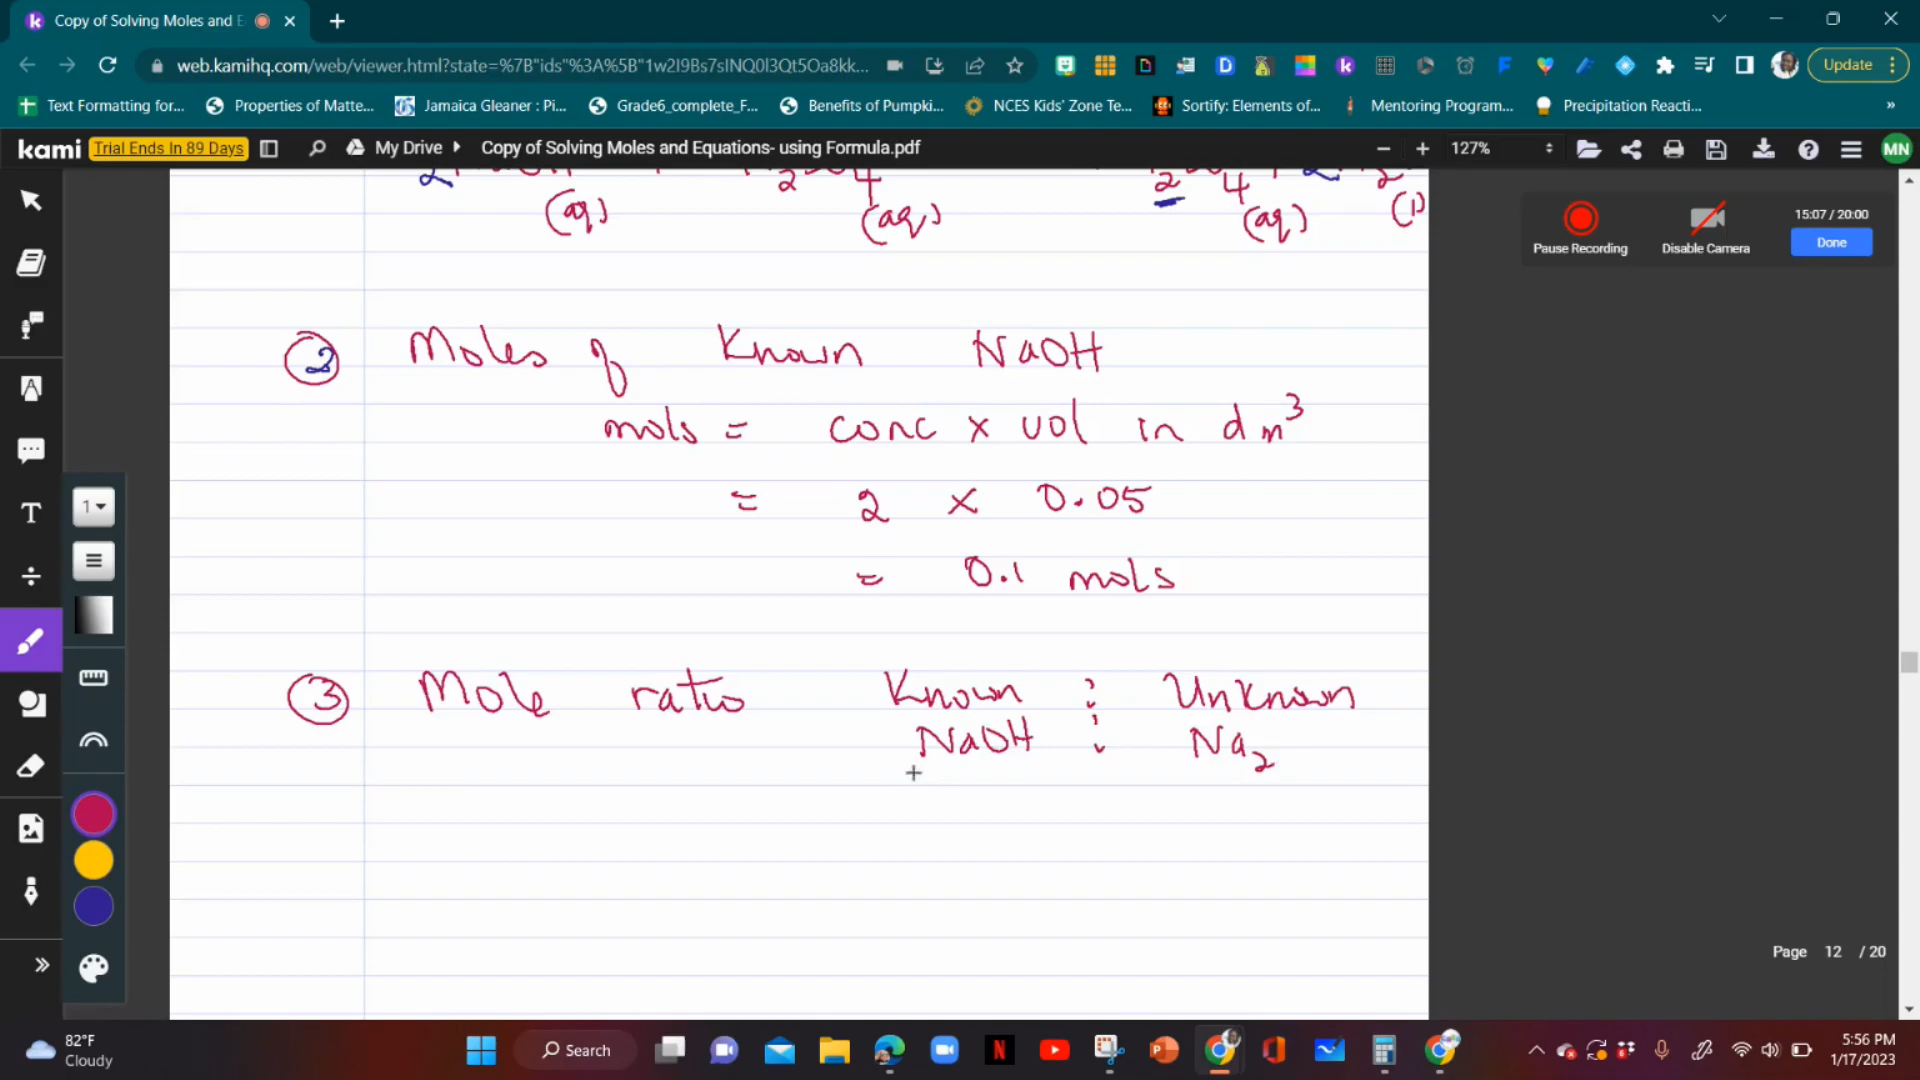 Copy of Solving Moles and E
web.kamihq.com/web/viewer.html?state=%7B"ids"%3A%5B"1w2I9Bs7sINQ0l3Qt5Oa8kk...
Update
Text Formatting for...
Properties of Matte...
Jamaica Gleaner : Pi...
Grade6_complete_F...
Benefits of Pumpki...
NCES Kids' Zone Te...
Sortify: Elements of...
Mentoring Program...
Precipitation Reacti...
kami Trial Ends In 89 Days
My Drive
Copy of Solving Moles and Equations- using Formula.pdf
127%
MN
15:07 / 20:00
Pause Recording
Disable Camera
Done
(aq) (aq) (aq) (l)
② Moles of Known NaOH
mols = conc x vol in dm³
= 2 x 0.05
= 0.1 mols
③ Mole ratio Known : Unknown
NaOH : Na₂
1
T
Page 12 / 20
82°F
Cloudy
Search
5:56 PM
1/17/2023